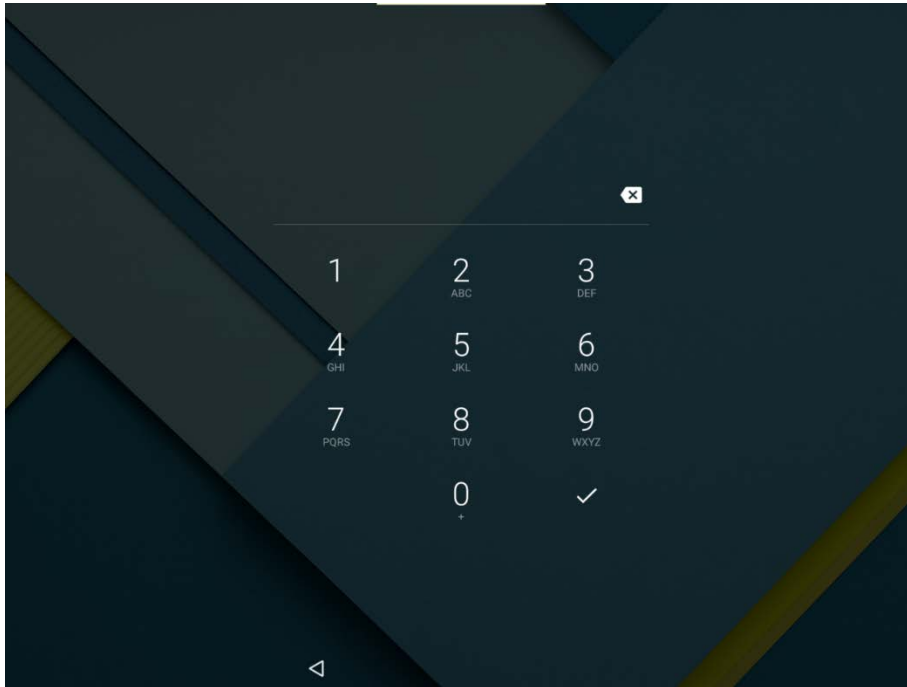 1 2 3
ABC DEF
4 5 6
GHI JKL MNO
7 8 9
PQRS TUV WXYZ
0
+